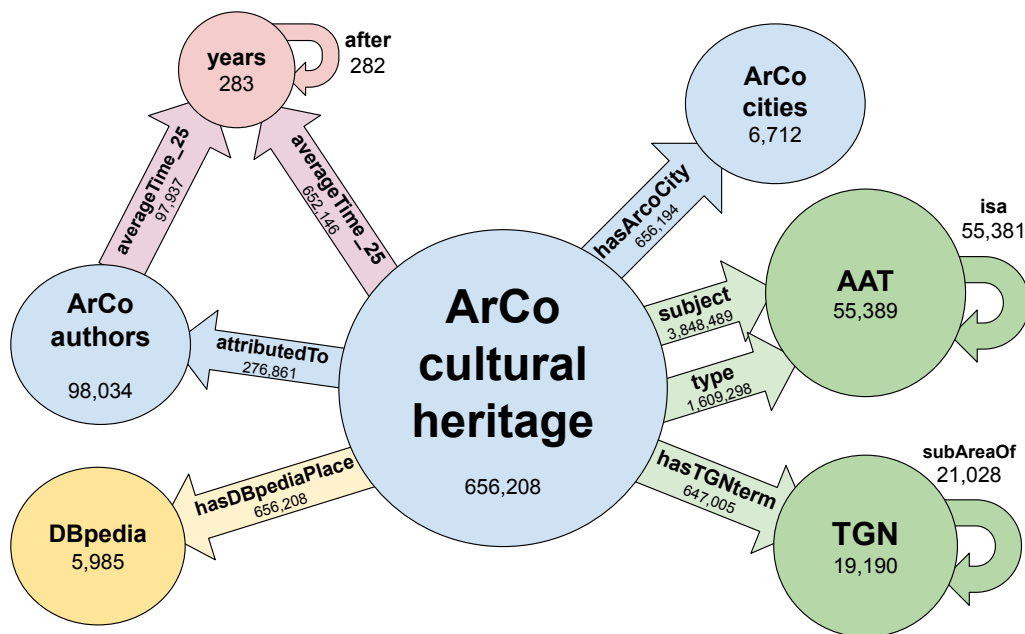 years
283
after
282
ArCo
cities
6,712
averageTime_25
97,937
averageTime_25
652,146
hasArcoCity
656,194
isa
55,381
ArCo
authors
98,034
attributedTo
276,861
ArCo
cultural
heritage
656,208
subject
3,848,489
type
1,609,298
AAT
55,389
DBpedia
5,985
hasDBpediaPlace
656,208
hasTGNterm
647,005
subAreaOf
21,028
TGN
19,190